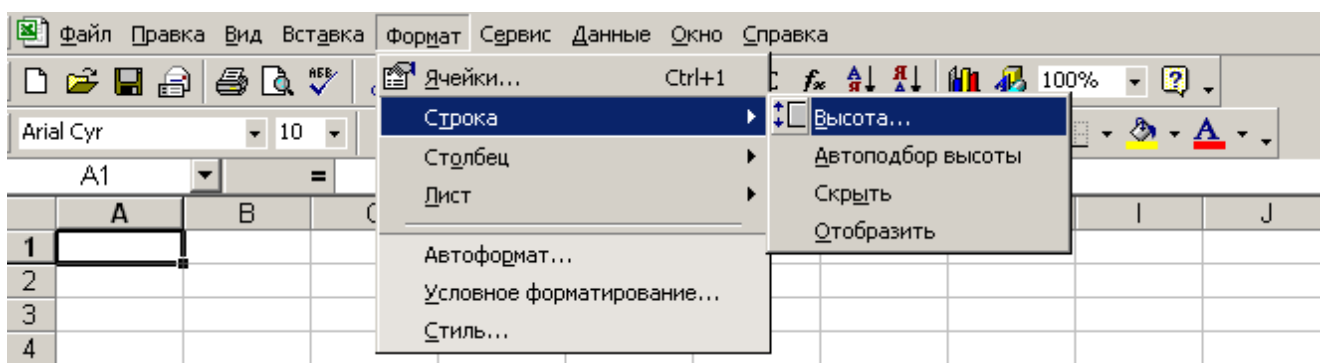 Файл Правка Вид Вставка Формат Сервис Данные Окно Справка
Ячейки... Ctrl+1 100%
Arial Cyr 10 Строка Высота...
Столбец Автоподбор высоты
A1 = Лист Скрыть
Отобразить
A B I J
1 Автоформат...
2 Условное форматирование...
3 Стиль...
4